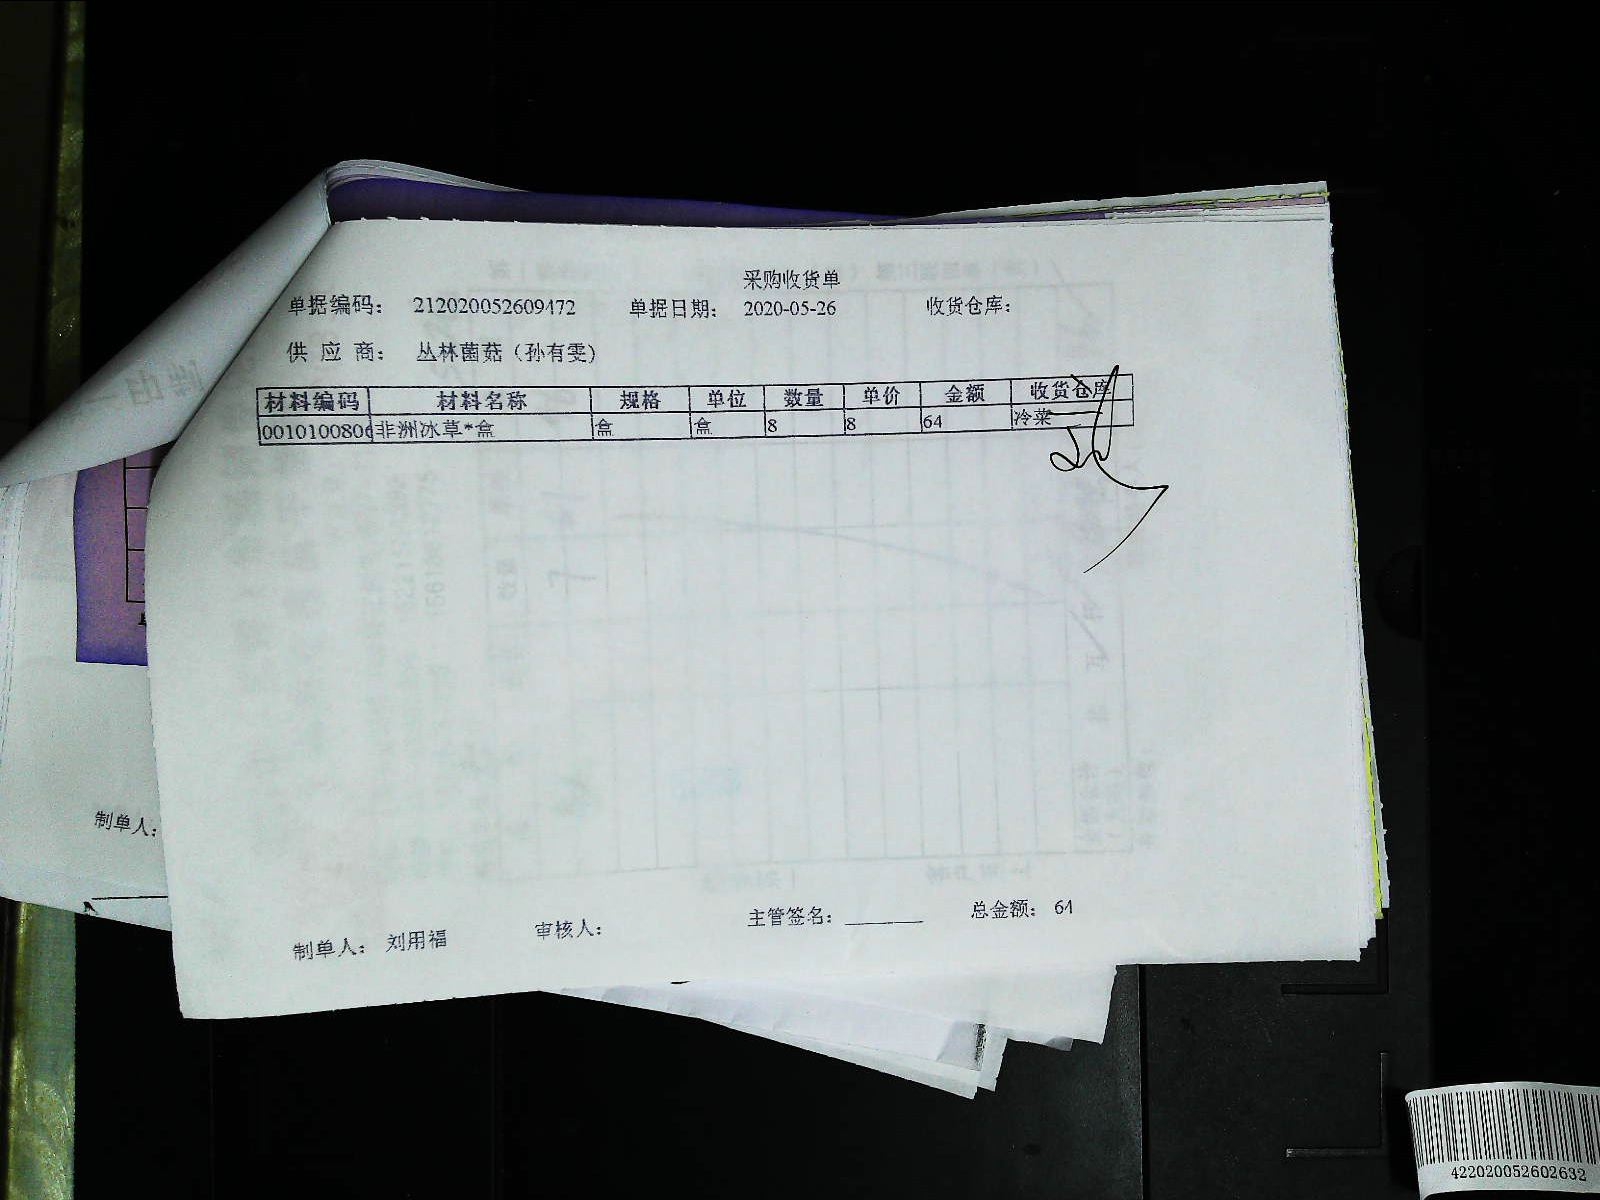 采购收货单
单据编码： 212020052609472 单据日期： 2020-05-26 收货仓库：
供 应 商： 丛林菌菇（孙有雯）
材料编码 材料名称 规格 单位 数量 单价 金额 收货仓库
0010100806 非洲冰草*盒 盒 盒 8 8 64 冷菜
制单人：
制单人： 刘用福 审核人： 主管签名： 总金额： 64
422020052602632